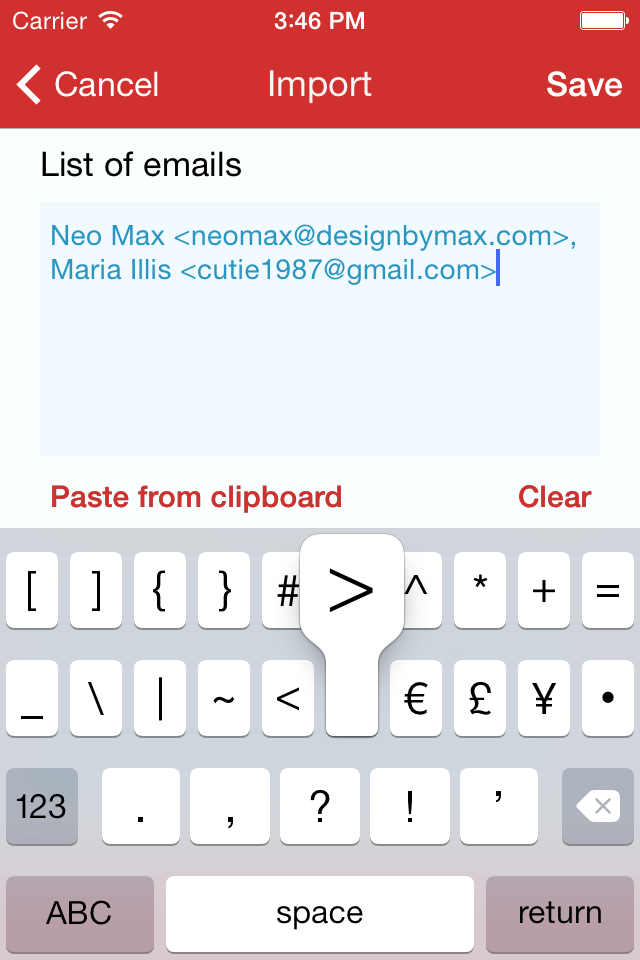 Carrier 3:46 PM
Cancel Import Save
List of emails
Neo Max <neomax@designbymax.com>,
Maria Illis <cutie1987@gmail.com>
Paste from clipboard Clear
[ ] { } # > ^ * + =
_ \ | ~ < € £ ¥ •
123 . , ? ! ’
ABC space return